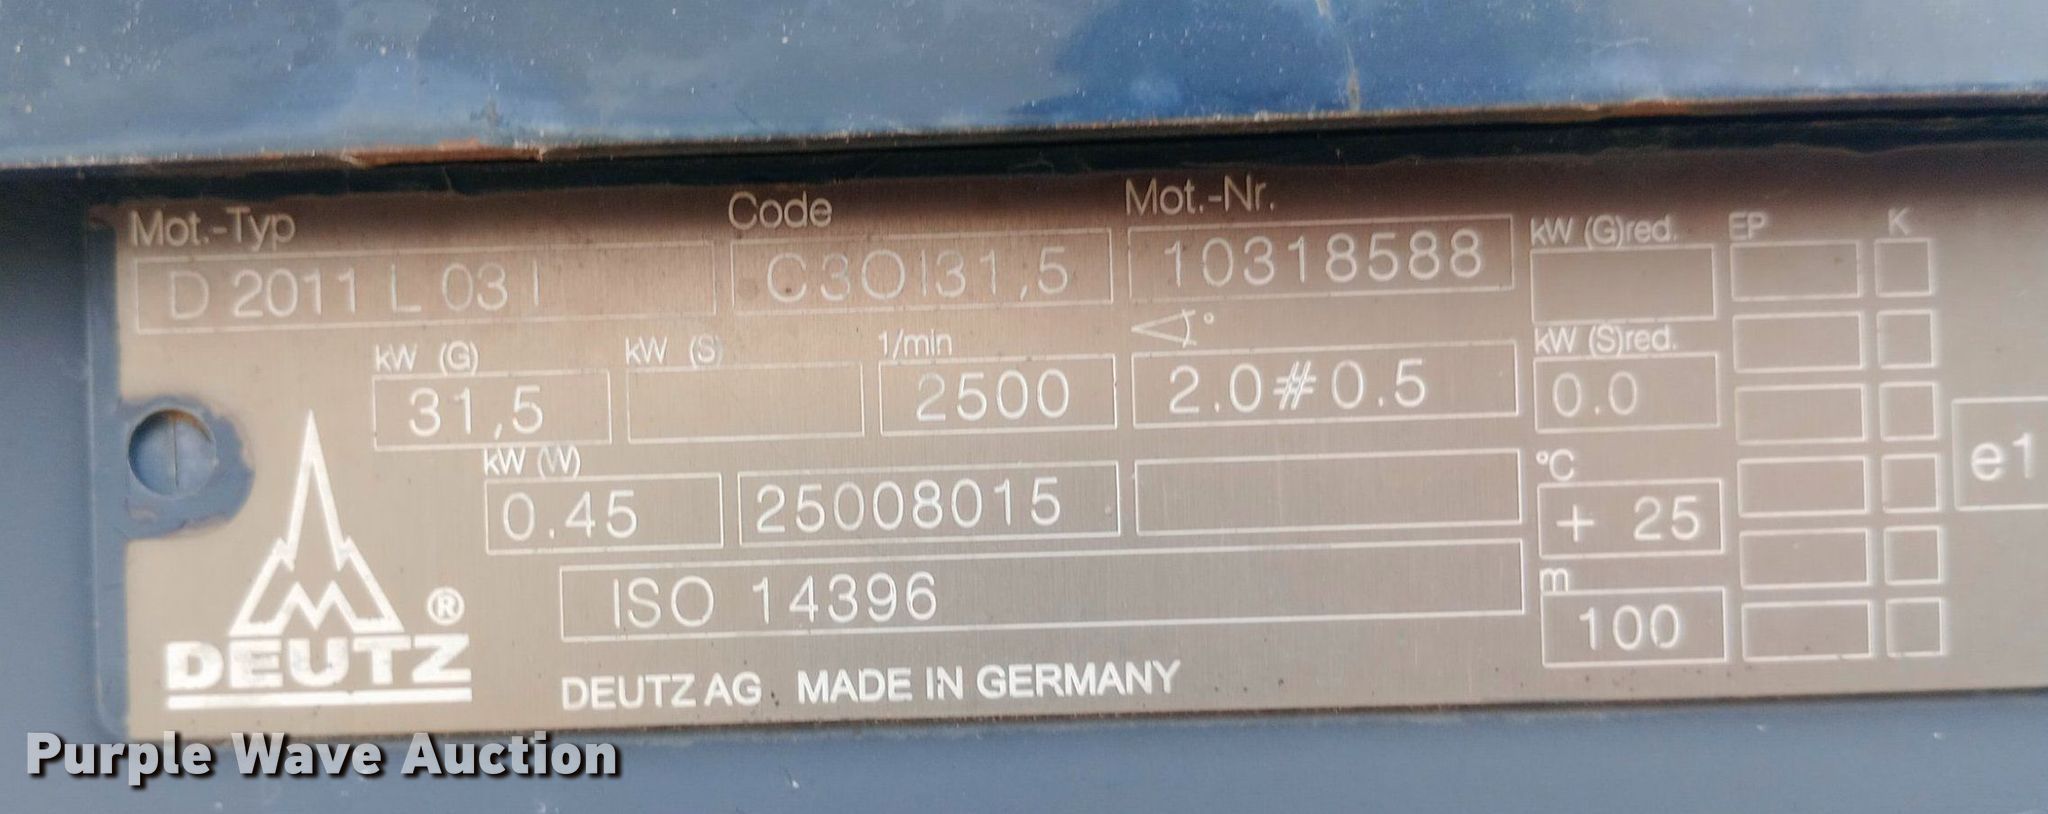 Mot.-Typ Code Mot.-Nr. kW (G)red. EP K
D 2011 L 03 I C3OI31,5 10318588
kW (G) kW (S) 1/min ° kW (S)red.
31,5 2500 2.0#0.5 0.0
kW (W) °C e1
0.45 25008015 + 25
ISO 14396 m
100
DEUTZ ®
DEUTZ AG MADE IN GERMANY
Purple Wave Auction